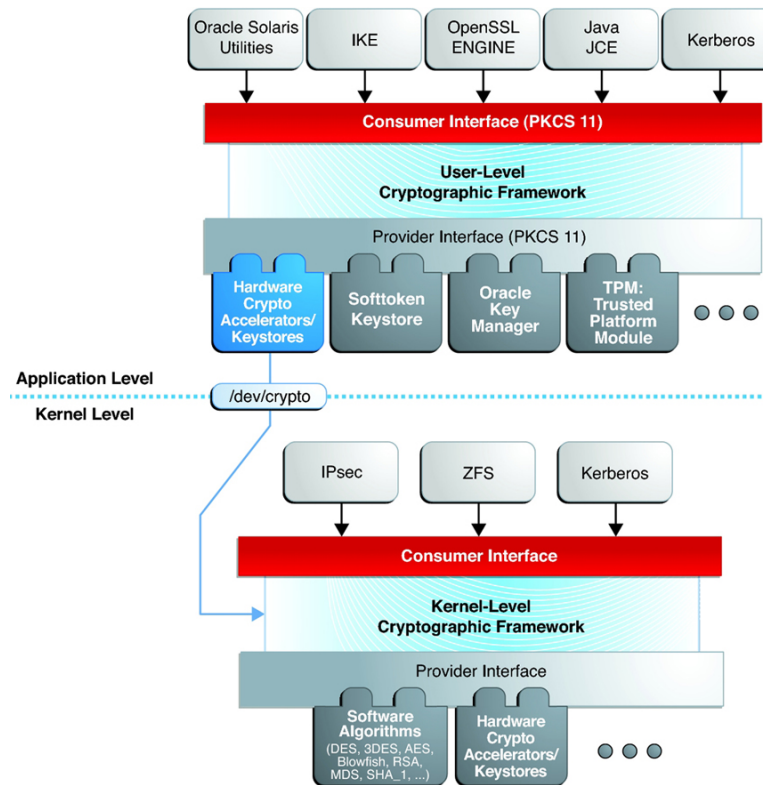 Oracle Solaris
Utilities
IKE
OpenSSL
ENGINE
Java
JCE
Kerberos
Consumer Interface (PKCS 11)
User-Level
Cryptographic Framework
Provider Interface (PKCS 11)
Hardware
Crypto
Accelerators/
Keystores
Softtoken
Keystore
Oracle
Key
Manager
TPM:
Trusted
Platform
Module
Application Level
/dev/crypto
Kernel Level
IPsec
ZFS
Kerberos
Consumer Interface
Kernel-Level
Cryptographic Framework
Provider Interface
Software
Algorithms
(DES, 3DES, AES,
Blowfish, RSA,
MDS, SHA_1, ...)
Hardware
Crypto
Accelerators/
Keystores